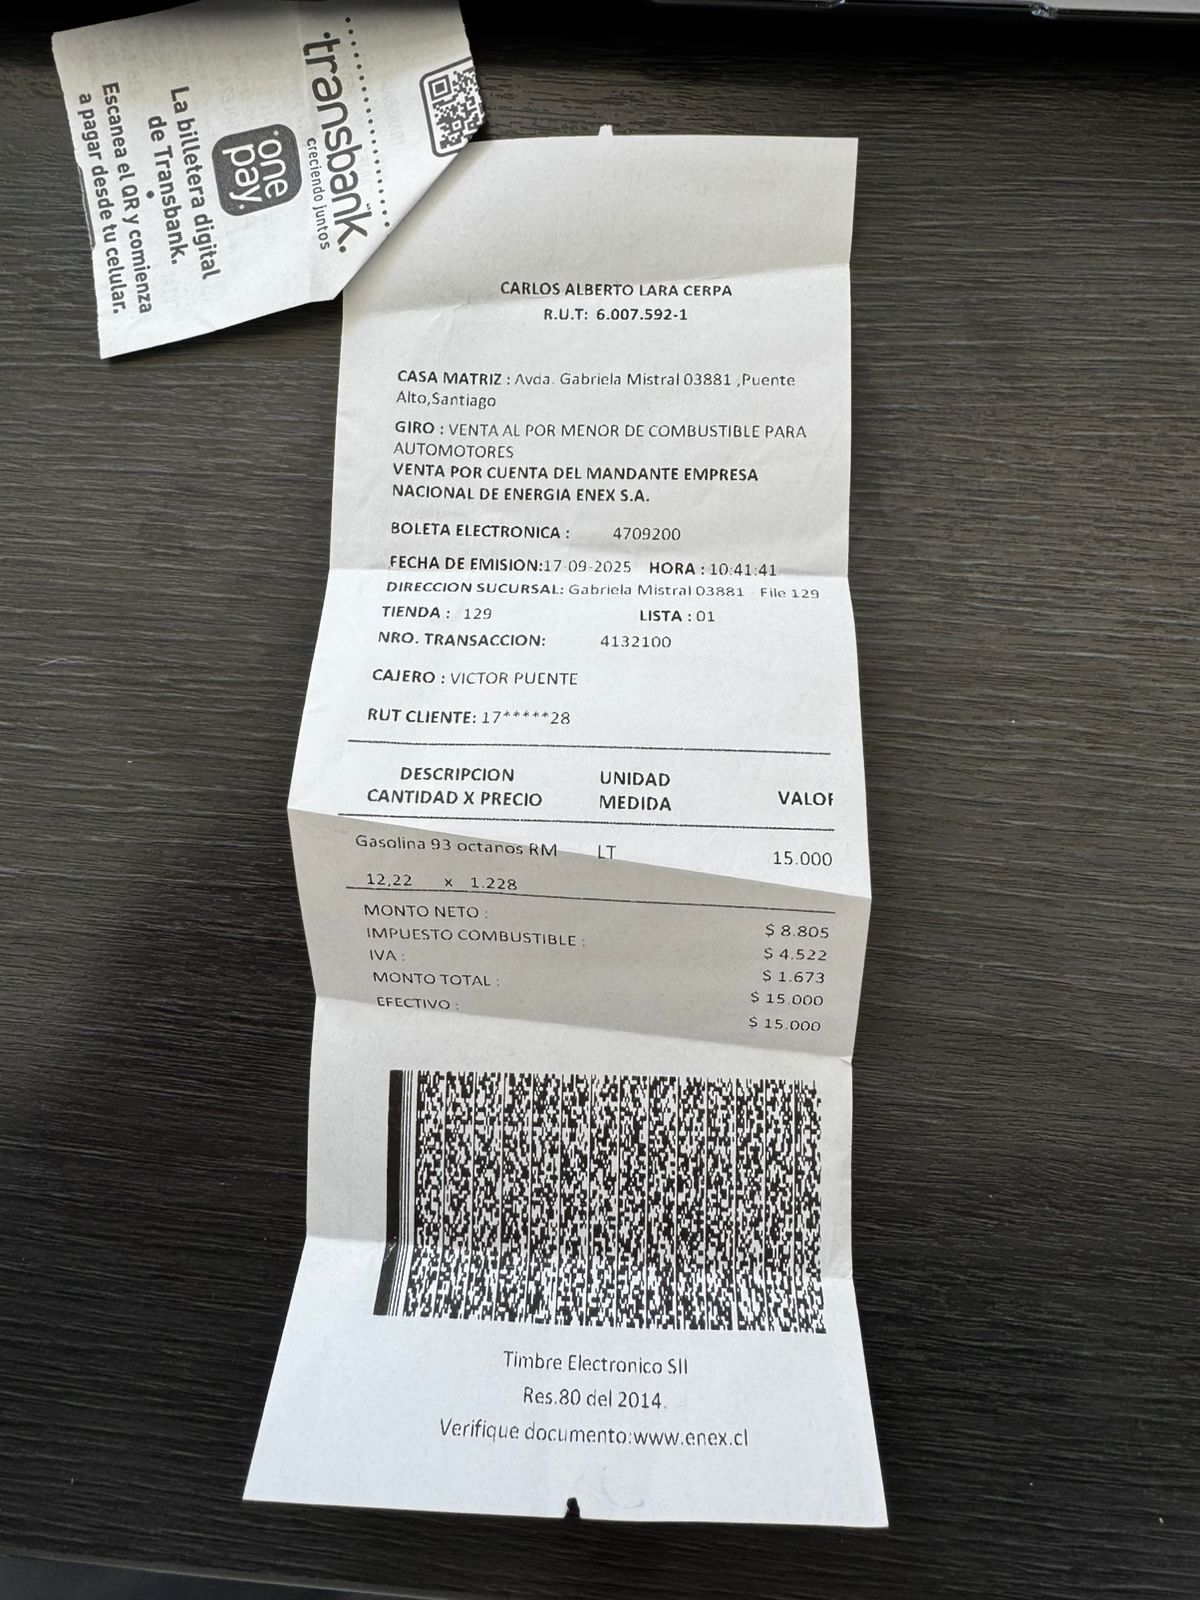 transbank.
creciendo juntos
one
pay.
La billetera digital
de Transbank.
Escanea el QR y comienza
a pagar desde tu celular.
CARLOS ALBERTO LARA CERPA
R.U.T: 6.007.592-1
CASA MATRIZ : Avda. Gabriela Mistral 03881 ,Puente
Alto,Santiago
GIRO : VENTA AL POR MENOR DE COMBUSTIBLE PARA
AUTOMOTORES
VENTA POR CUENTA DEL MANDANTE EMPRESA
NACIONAL DE ENERGIA ENEX S.A.
BOLETA ELECTRONICA : 4709200
FECHA DE EMISION:17-09-2025 HORA : 10:41:41
DIRECCION SUCURSAL: Gabriela Mistral 03881 - File 129
TIENDA : 129 LISTA : 01
NRO. TRANSACCION: 4132100
CAJERO : VICTOR PUENTE
RUT CLIENTE: 17*****28
DESCRIPCION UNIDAD
CANTIDAD X PRECIO MEDIDA VALOR
Gasolina 93 octanos RM LT 15.000
12,22 x 1.228
MONTO NETO : $ 8.805
IMPUESTO COMBUSTIBLE : $ 4.522
IVA : $ 1.673
MONTO TOTAL : $ 15.000
EFECTIVO : $ 15.000
Timbre Electronico SII
Res.80 del 2014.
Verifique documento:www.enex.cl